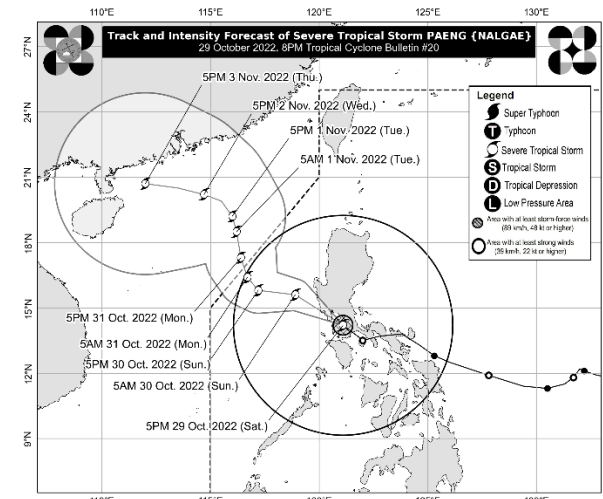 110°E 115°E 120°E 125°E 130°E
Track and Intensity Forecast of Severe Tropical Storm PAENG {NALGAE}
29 October 2022. 8PM Tropical Cyclone Bulletin #20
27°N
24°N
21°N
18°N
15°N
12°N
9°N
5PM 3 Nov. 2022 (Thu.)
5PM 2 Nov. 2022 (Wed.)
5PM 1 Nov. 2022 (Tue.)
5AM 1 Nov. 2022 (Tue.)
Legend
Super Typhoon
T Typhoon
Severe Tropical Storm
S Tropical Storm
D Tropical Depression
L Low Pressure Area
Area with at least storm-force winds
(89 km/h, 48 kt or higher)
Area with at least strong winds
(39 km/h, 22 kt or higher)
5PM 31 Oct. 2022 (Mon.)
5AM 31 Oct. 2022 (Mon.)
5PM 30 Oct. 2022 (Sun.)
5AM 30 Oct. 2022 (Sun.)
5PM 29 Oct. 2022 (Sat.)
110°E 115°E 120°E 125°E 130°E